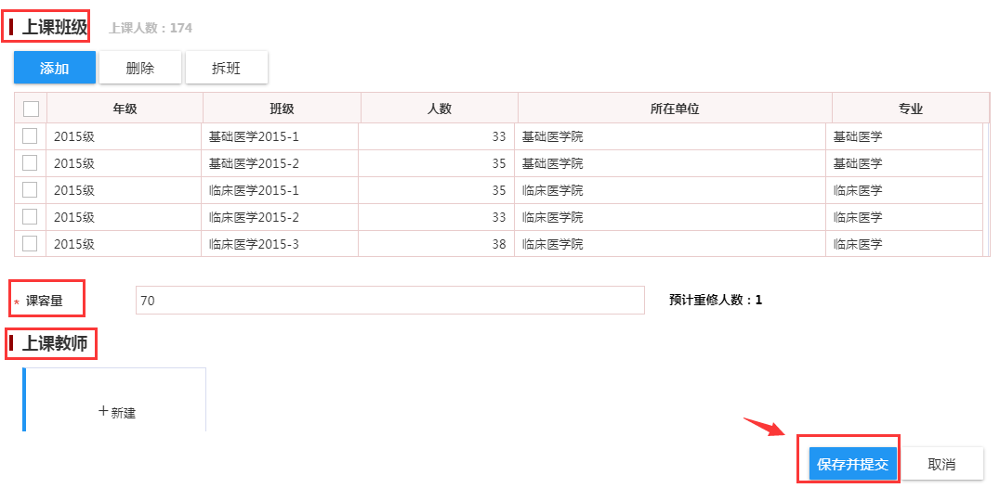 上课班级 上课人数：174
添加 删除 拆班
年级 班级 人数 所在单位 专业
2015级 基础医学2015-1 33 基础医学院 基础医学
2015级 基础医学2015-2 35 基础医学院 基础医学
2015级 临床医学2015-1 35 临床医学院 临床医学
2015级 临床医学2015-2 33 临床医学院 临床医学
2015级 临床医学2015-3 38 临床医学院 临床医学
* 课容量 70 预计重修人数：1
上课教师
+新建
保存并提交 取消